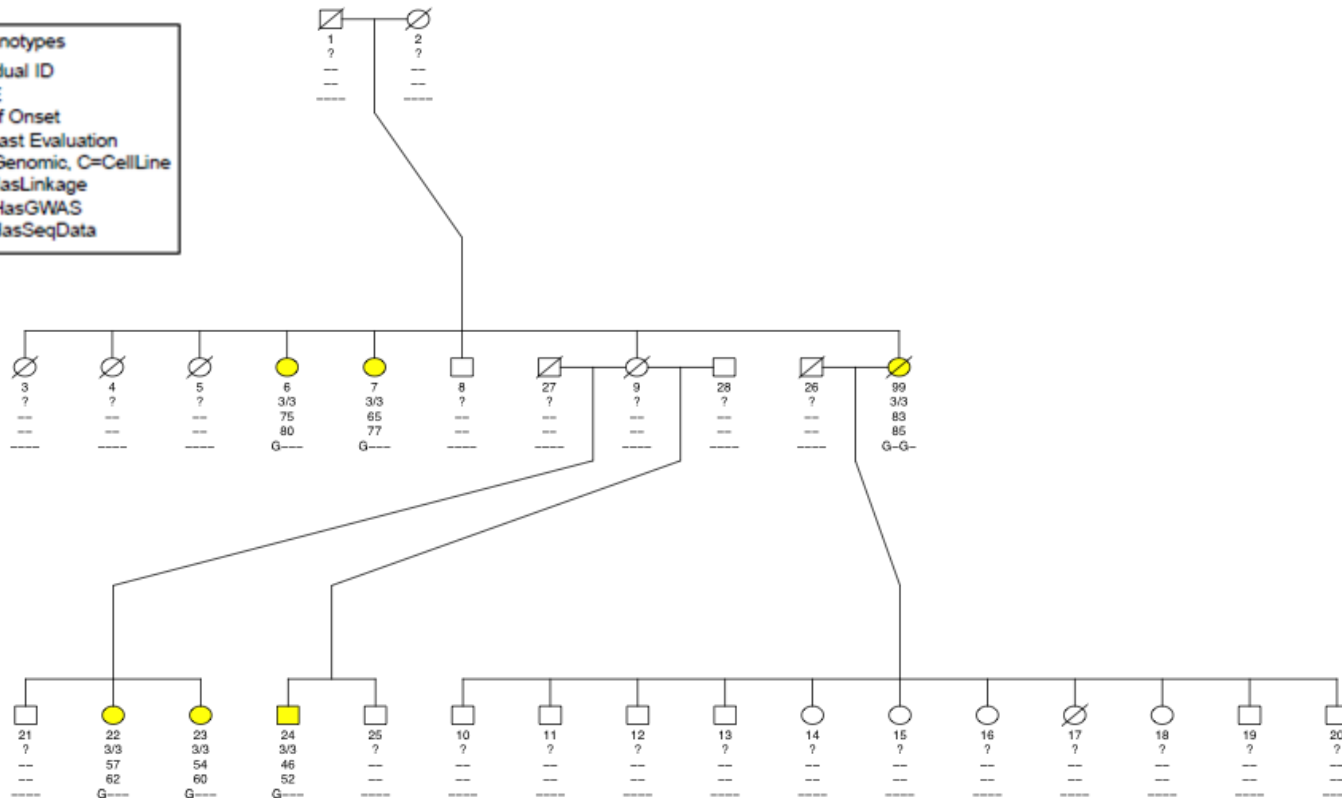 notypes
dual ID
E
f Onset
ast Evaluation
Genomic, C=CellLine
HasLinkage
HasGWAS
HasSeqData
1 2
? ?
-- --
-- --
---- ----
3 4 5 6 7 8 27 9 28 26 99
? ? ? 3/3 3/3 ? ? ? ? ? 3/3
-- -- -- 75 65 -- -- -- -- -- 83
-- -- -- 80 77 -- -- -- -- -- 85
---- ---- ---- G--- G--- ---- ---- ---- ---- ---- G-G-
21 22 23 24 25 10 11 12 13 14 15 16 17 18 19 20
? 3/3 3/3 3/3 ? ? ? ? ? ? ? ? ? ? ? ?
-- 57 54 46 -- -- -- -- -- -- -- -- -- -- -- --
-- 62 60 52 -- -- -- -- -- -- -- -- -- -- -- --
---- G--- G--- G--- ---- ---- ---- ---- ---- ---- ---- ---- ---- ---- ---- ----